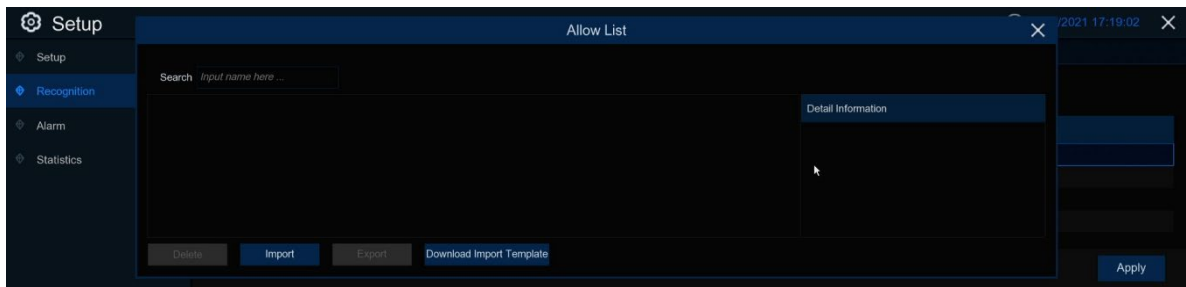 Setup
Allow List
/2021 17:19:02
Setup
Search Input name here ...
Recognition
Detail Information
Alarm
Statistics
Delete Import Export Download Import Template
Apply